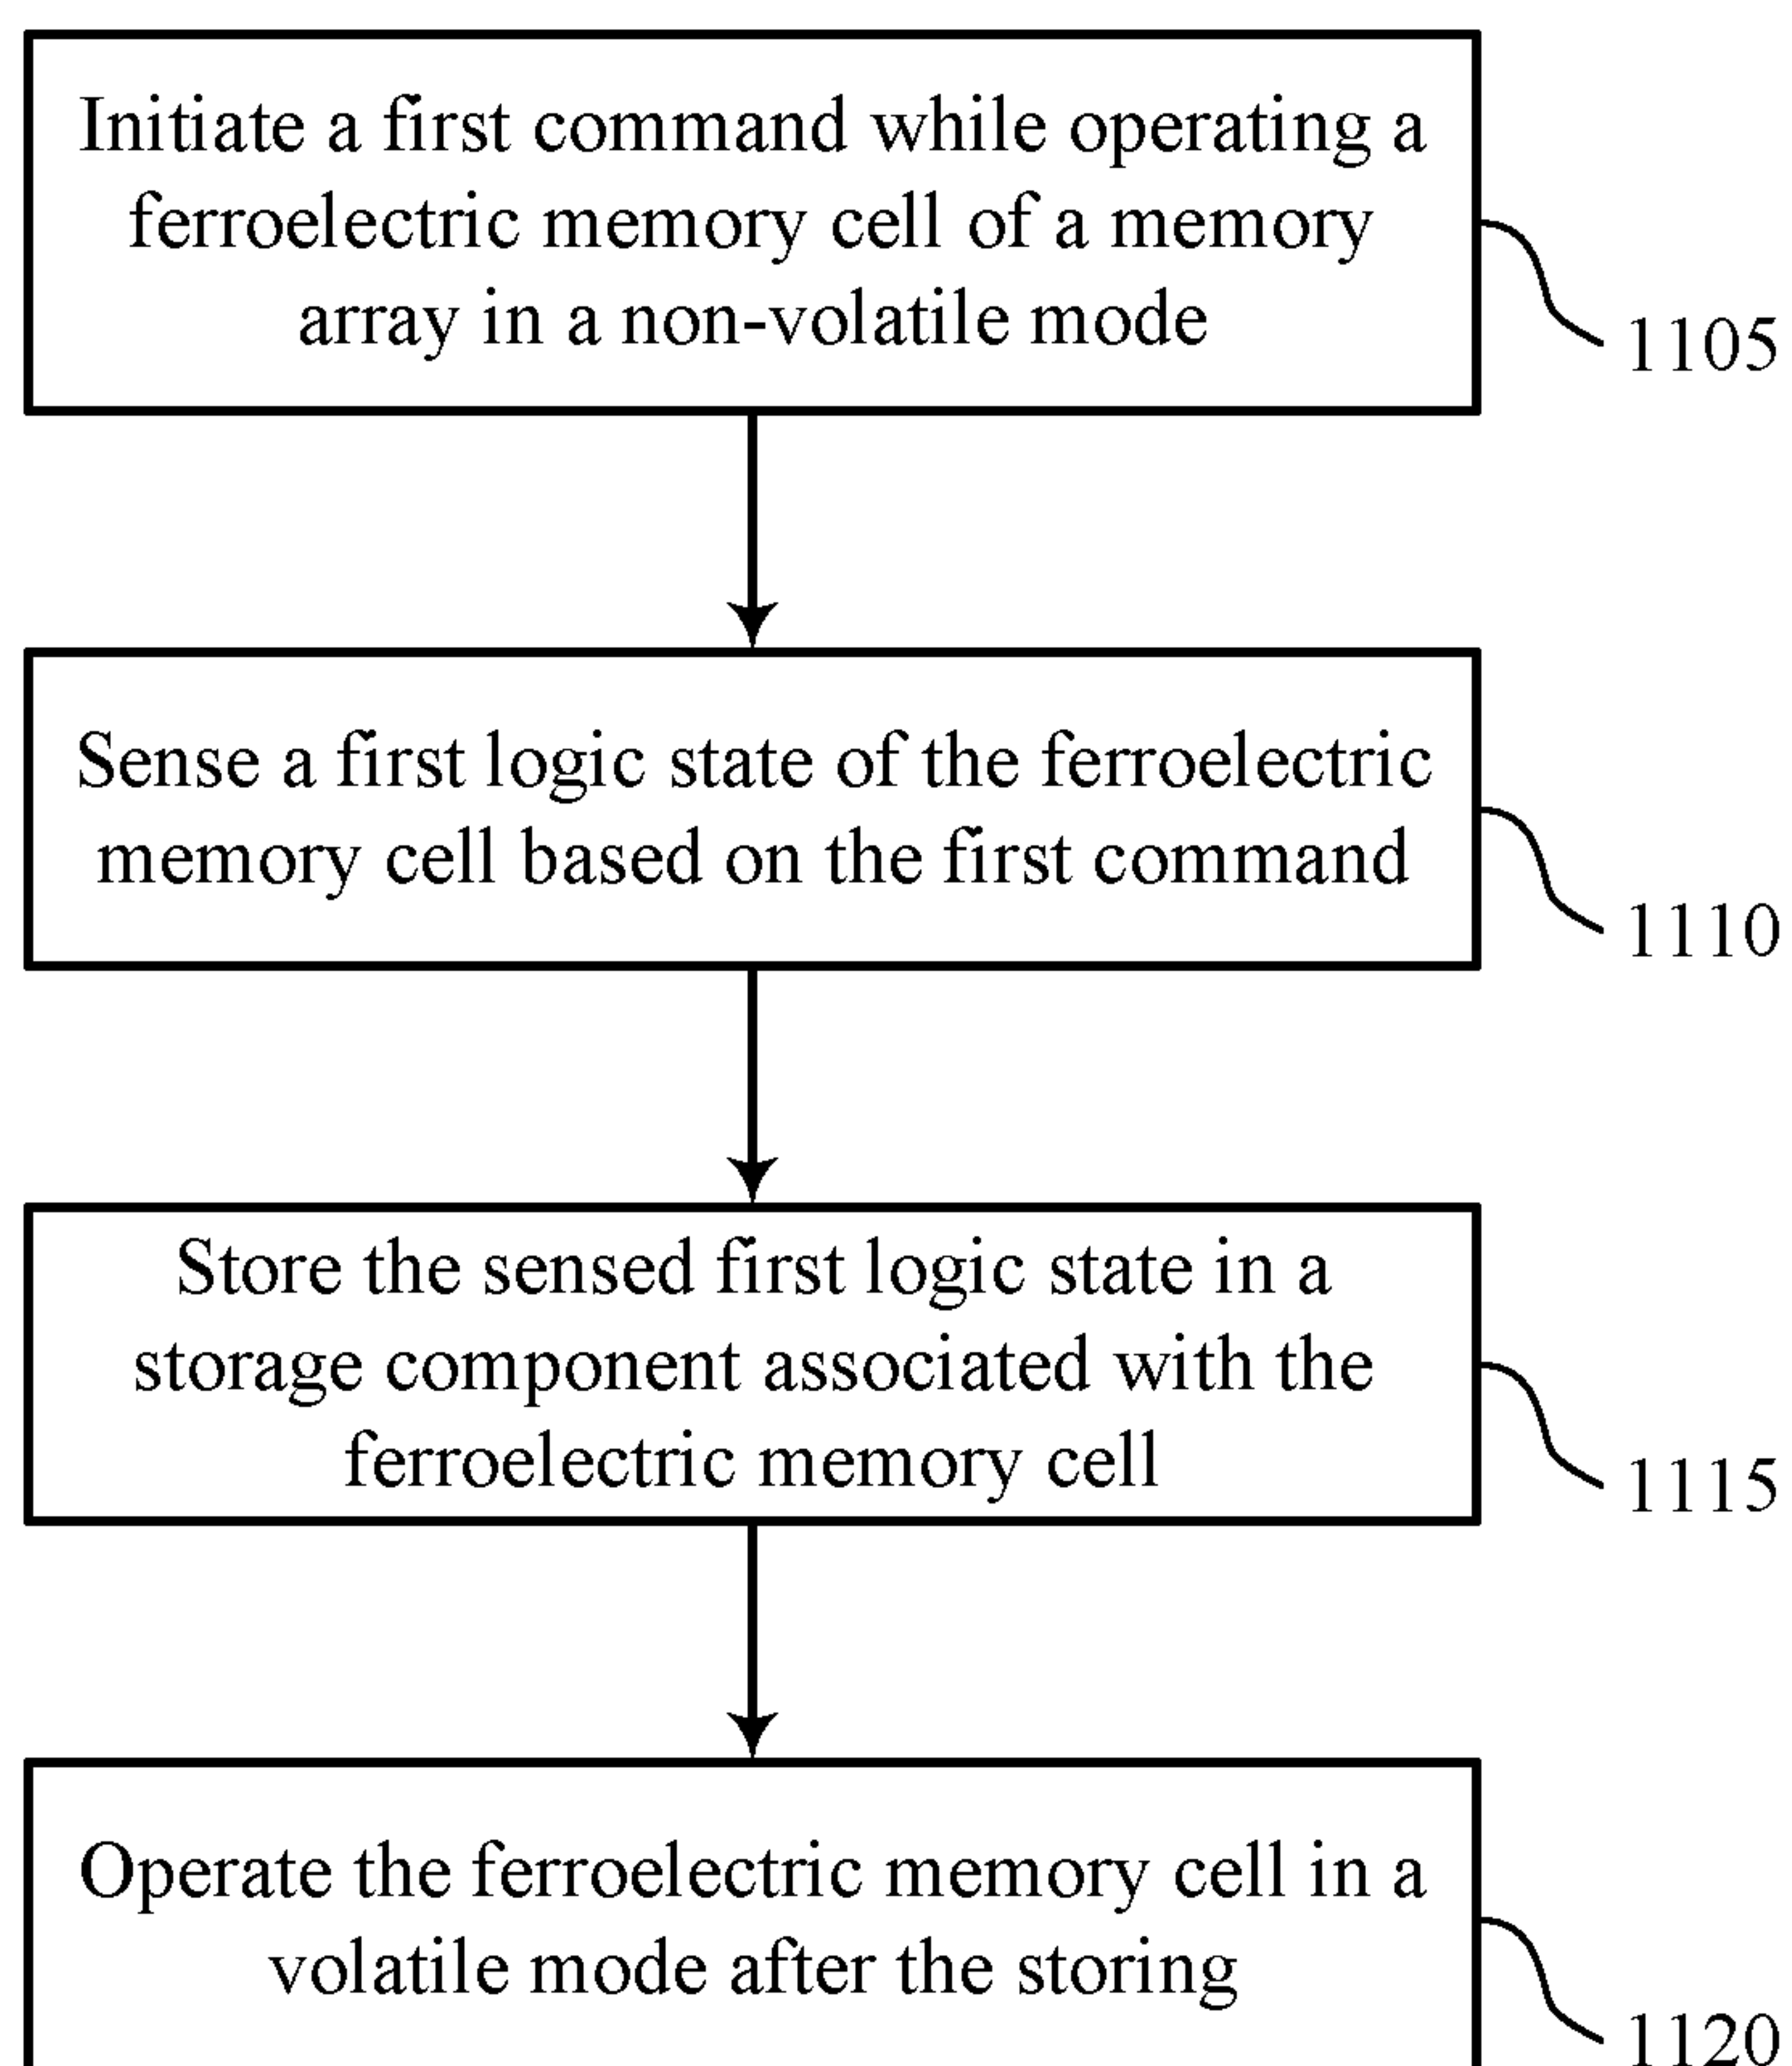 Initiate a first command while operating a
ferroelectric memory cell of a memory
array in a non-volatile mode
1105
Sense a first logic state of the ferroelectric
memory cell based on the first command
1110
Store the sensed first logic state in a
storage component associated with the
ferroelectric memory cell
1115
Operate the ferroelectric memory cell in a
volatile mode after the storing
1120